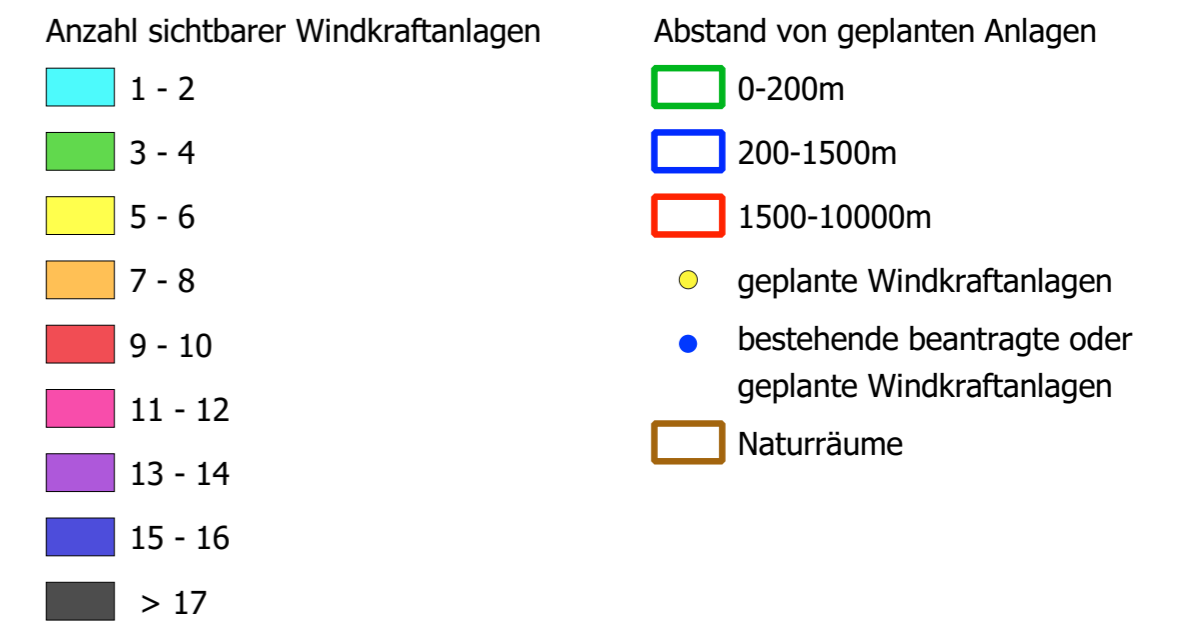 Anzahl sichtbarer Windkraftanlagen
1 - 2
3 - 4
5 - 6
7 - 8
9 - 10
11 - 12
13 - 14
15 - 16
> 17
Abstand von geplanten Anlagen
0-200m
200-1500m
1500-10000m
geplante Windkraftanlagen
bestehende beantragte oder
geplante Windkraftanlagen
Naturräume